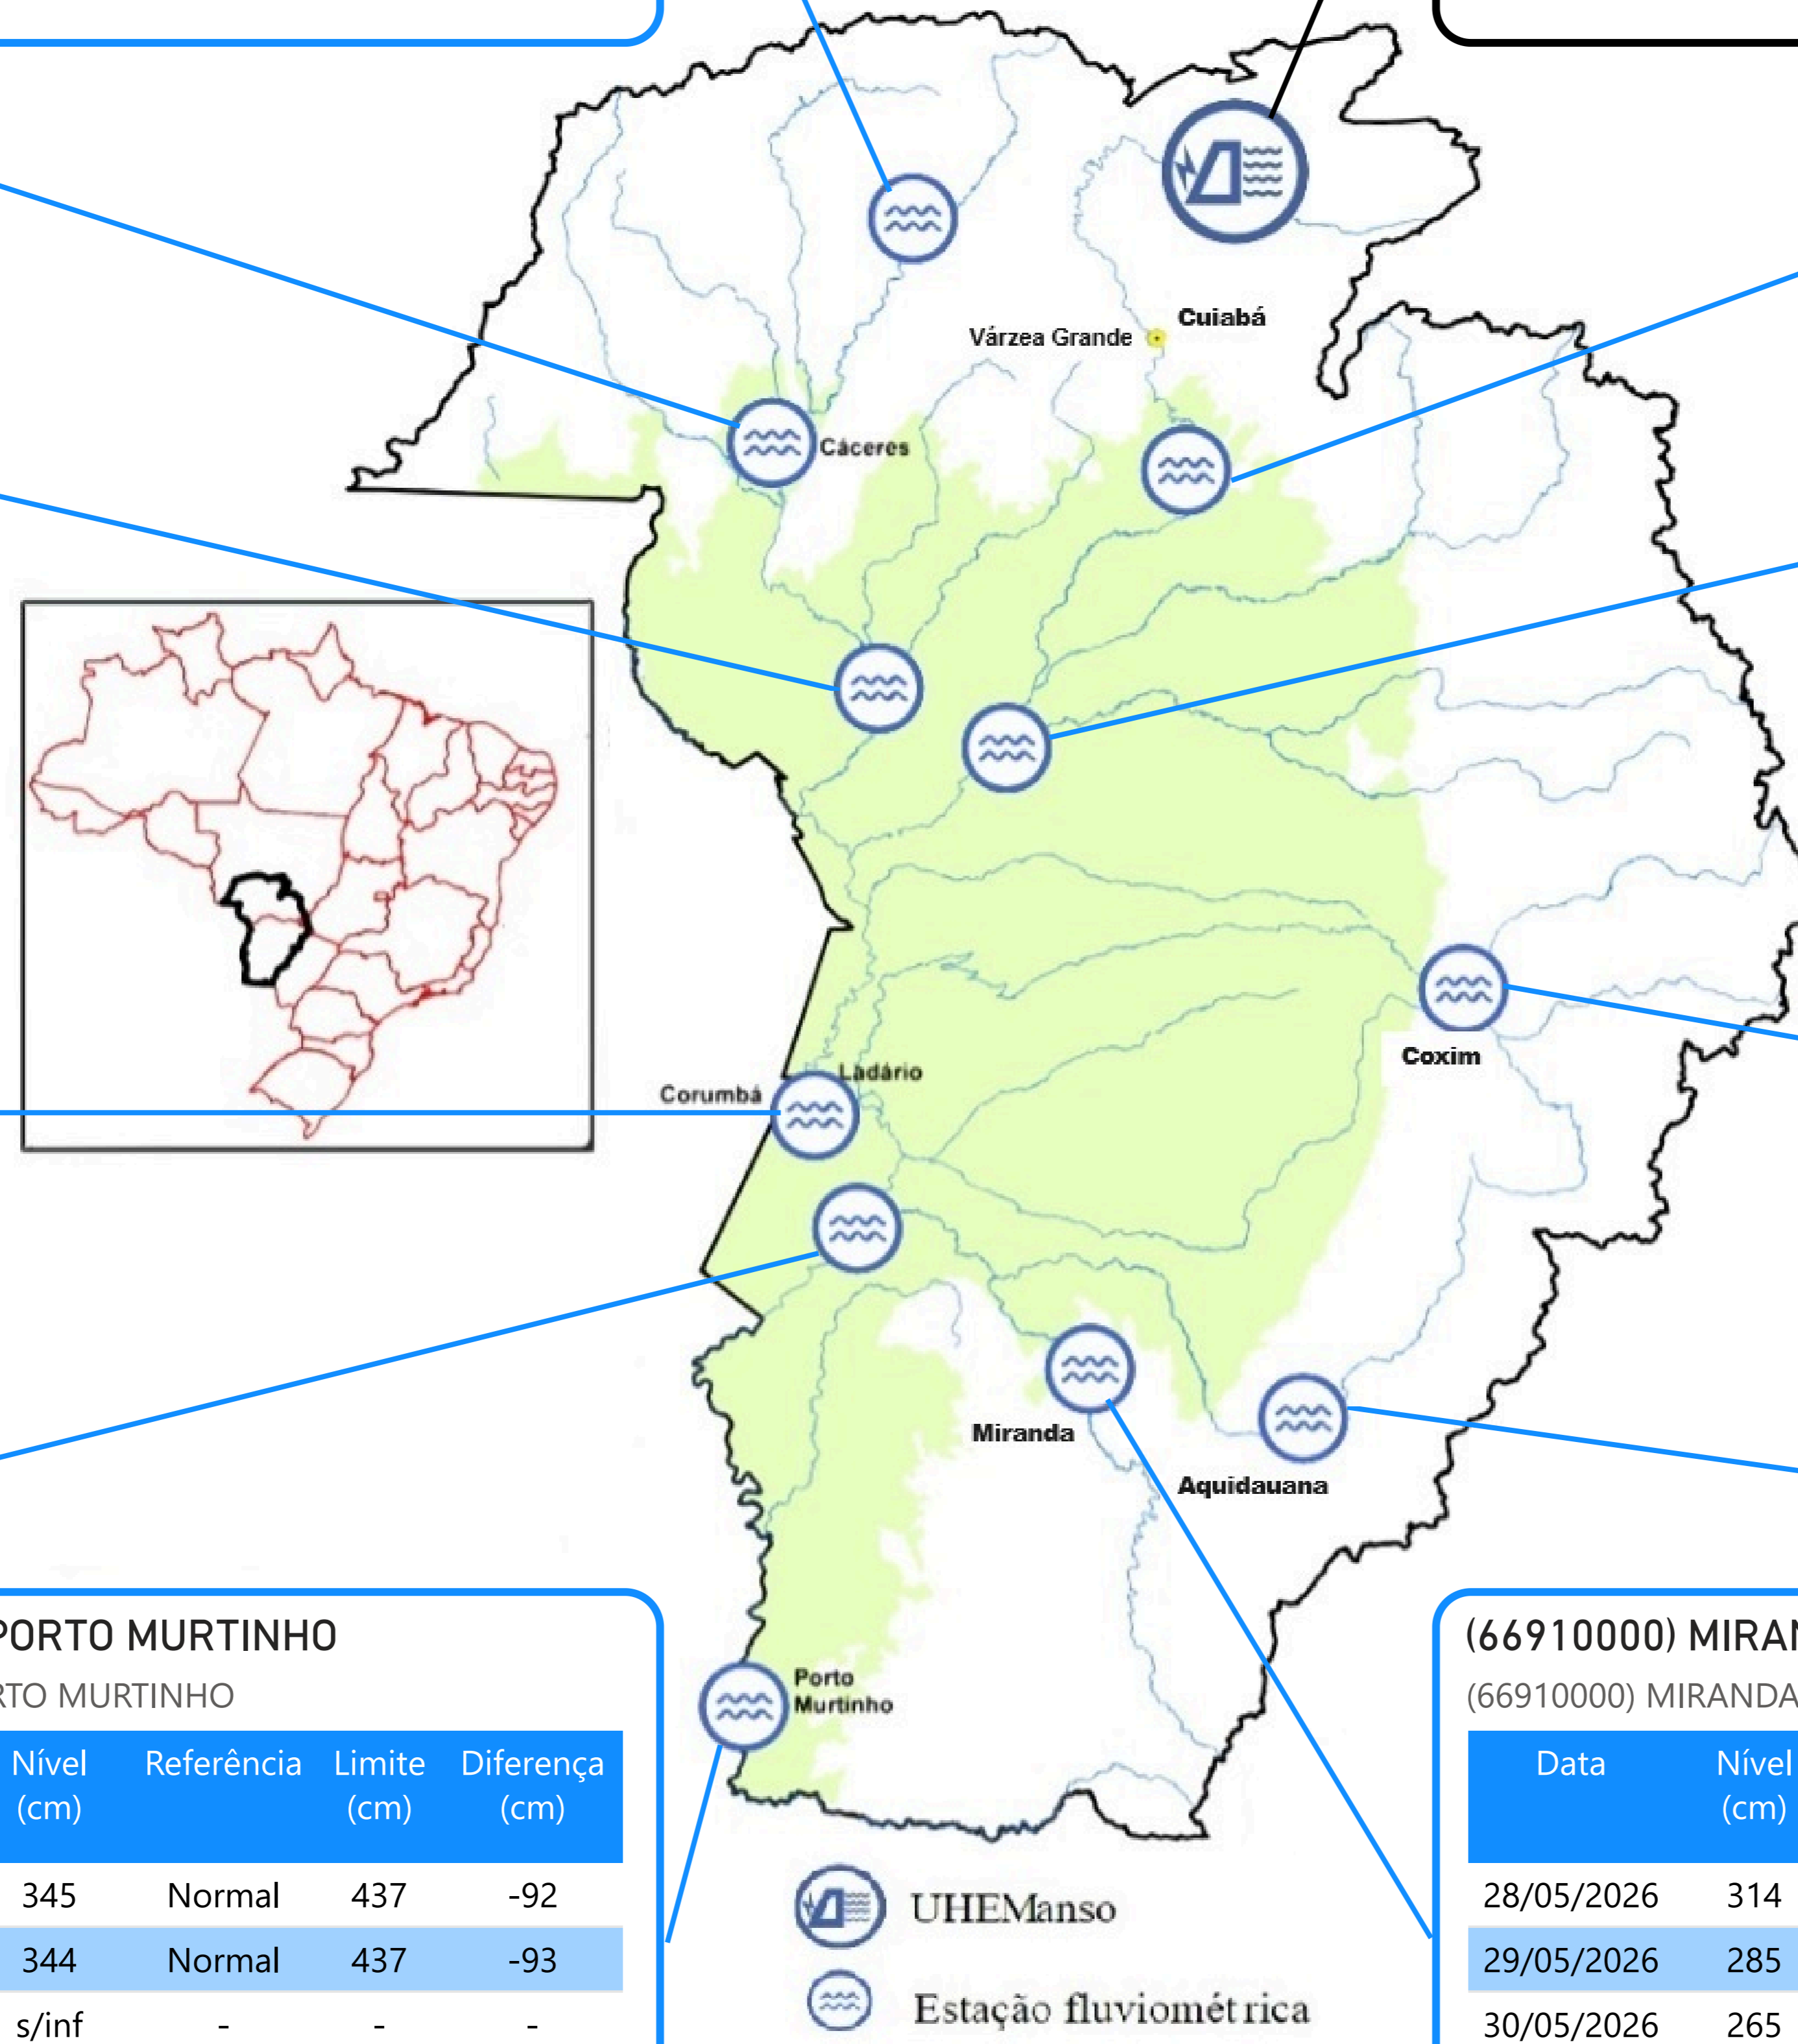 Cuiabá
Várzea Grande
Cáceres
Coxim
Ladário
Corumbá
Miranda
Aquidauana
Porto
Murtinho
PORTO MURTINHO
RTO MURTINHO
Nível
(cm)
Referência
Limite
(cm)
Diferença
(cm)
345 Normal 437 -92
344 Normal 437 -93
s/inf - - -
UHEManso
Estação fluviométrica
(66910000) MIRAN
(66910000) MIRANDA
Data
Nível
(cm)
28/05/2026 314
29/05/2026 285
30/05/2026 265